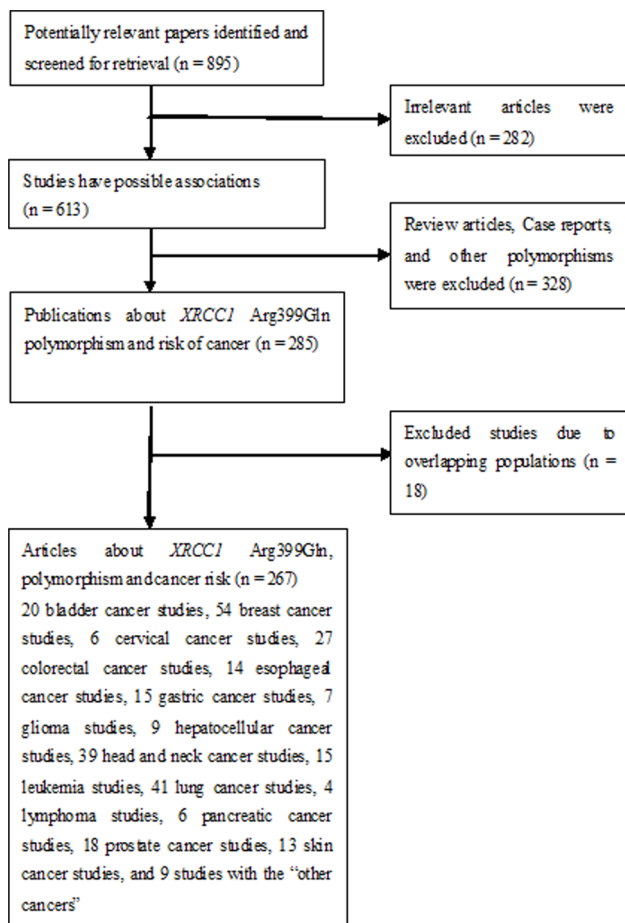 Potentially relevant papers identified and
screened for retrieval (n = 895)
Irrelevant articles were
excluded (n = 282)
Studies have possible associations
(n = 613)
Review articles, Case reports,
and other polymorphisms
were excluded (n = 328)
Publications about XRCC1 Arg399Gln
polymorphism and risk of cancer (n = 285)
Excluded studies due to
overlapping populations (n =
18)
Articles about XRCC1 Arg399Gln,
polymorphism and cancer risk (n = 267)
20 bladder cancer studies, 54 breast cancer
studies, 6 cervical cancer studies, 27
colorectal cancer studies, 14 esophageal
cancer studies, 15 gastric cancer studies, 7
glioma studies, 9 hepatocellular cancer
studies, 39 head and neck cancer studies, 15
leukemia studies, 41 lung cancer studies, 4
lymphoma studies, 6 pancreatic cancer
studies, 18 prostate cancer studies, 13 skin
cancer studies, and 9 studies with the “other
cancers”